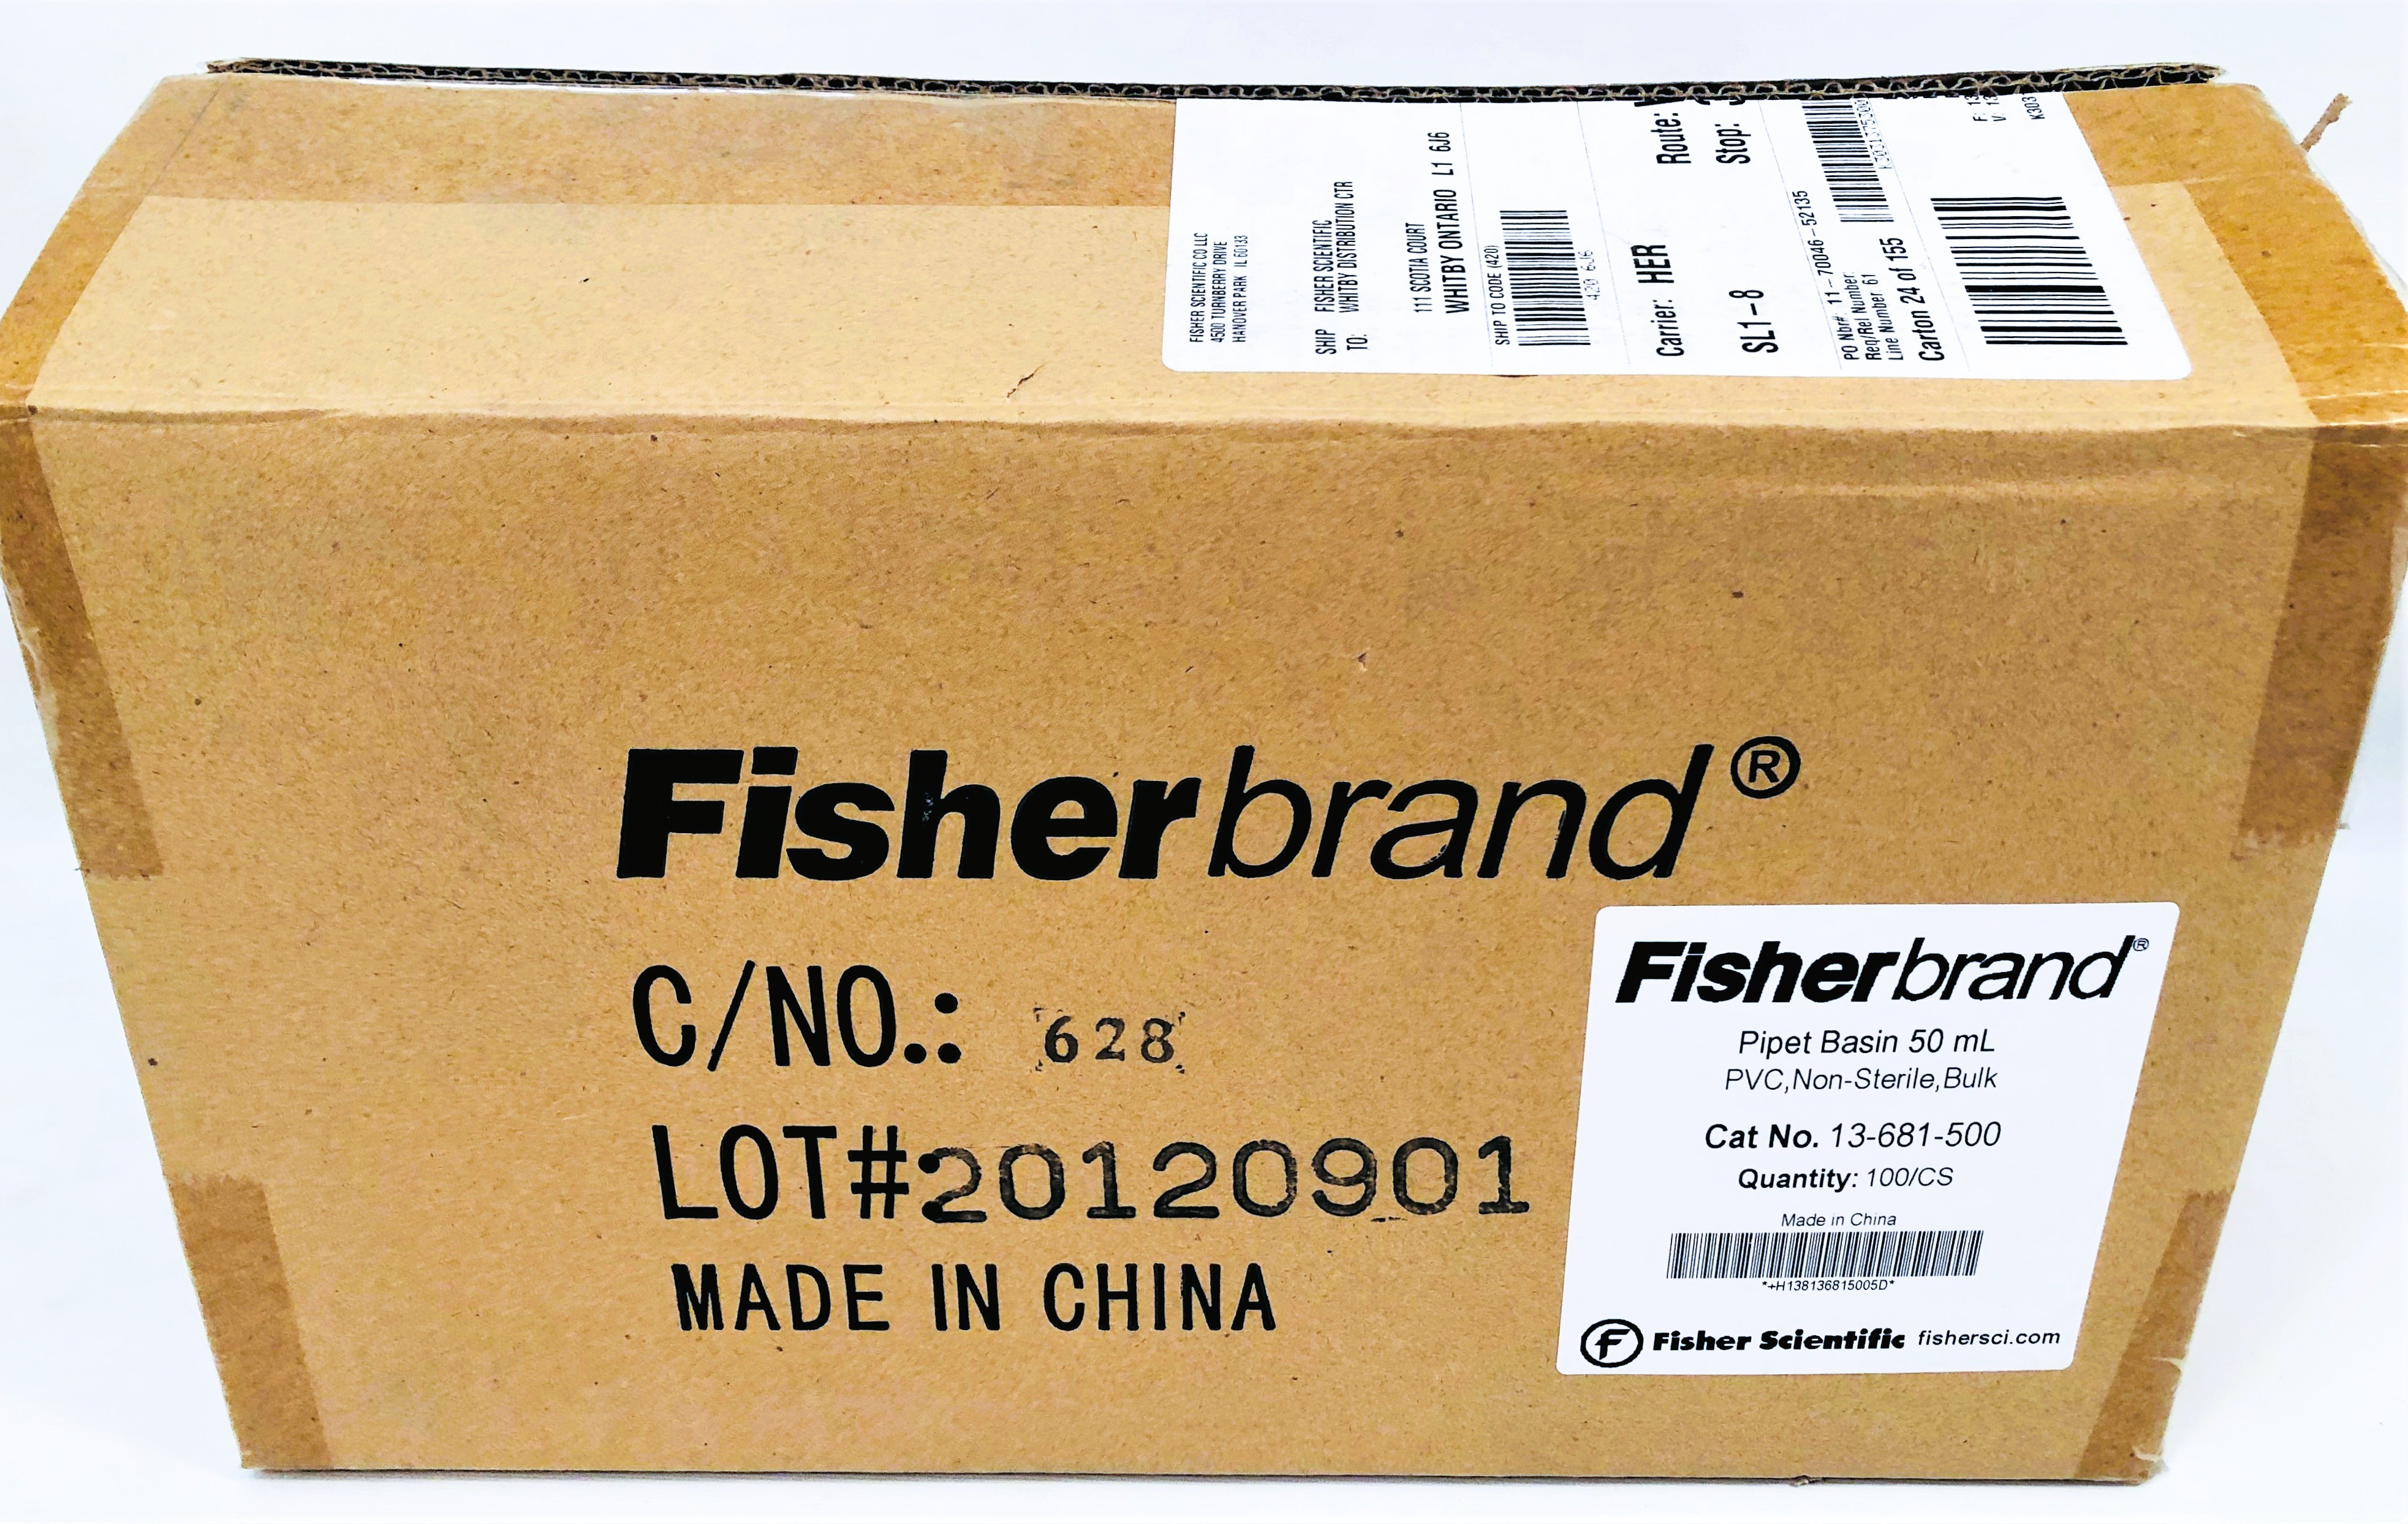 FISHER SCIENTIFIC CO LLC
4500 TURNBERRY DRIVE
HANOVER PARK IL 60133
SHIP FISHER SCIENTIFIC
TO: WHITBY DISTRIBUTION CTR
111 SCOTIA COURT
WHITBY ONTARIO L1 6J6
SHIP TO CODE (420)
420 6J6
Carrier: HER Route:
SL1-8 Stop:
PO Nbr#: 11-70046-52135
Req/Rel Number:
Line Number 61
Carton 24 of 155
F: 13
V: 13
K303
Fisherbrand®
C/NO.: 628
LOT#:20120901
MADE IN CHINA
Fisherbrand®
Pipet Basin 50 mL
PVC,Non-Sterile,Bulk
Cat No. 13-681-500
Quantity: 100/CS
Made in China
*+H138136815005D*
F Fisher Scientific fishersci.com